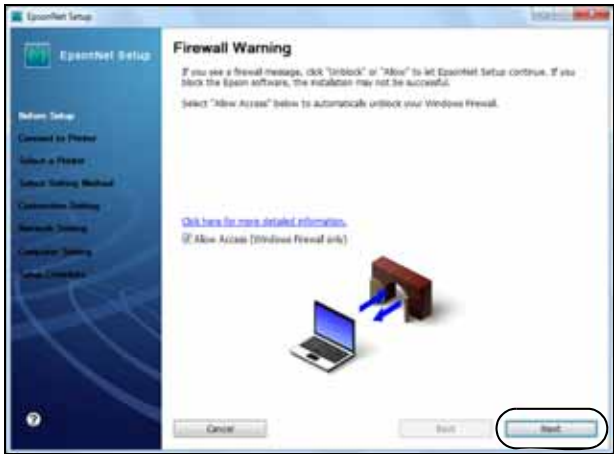 EpsonNet Setup
EpsonNet Setup
Firewall Warning
If you see a firewall message, click "Unblock" or "Allow" to let EpsonNet Setup continue. If you
block the Epson software, the installation may not be successful.
Select "Allow Access" below to automatically unblock your Windows Firewall.
Before Setup
Connect to Printer
Select a Printer
Select Setting Method
Connection Setting
Network Setting
Computer Setting
Setup Complete
Click here for more detailed information.
Allow Access (Windows Firewall only)
?
Cancel
Back
Next